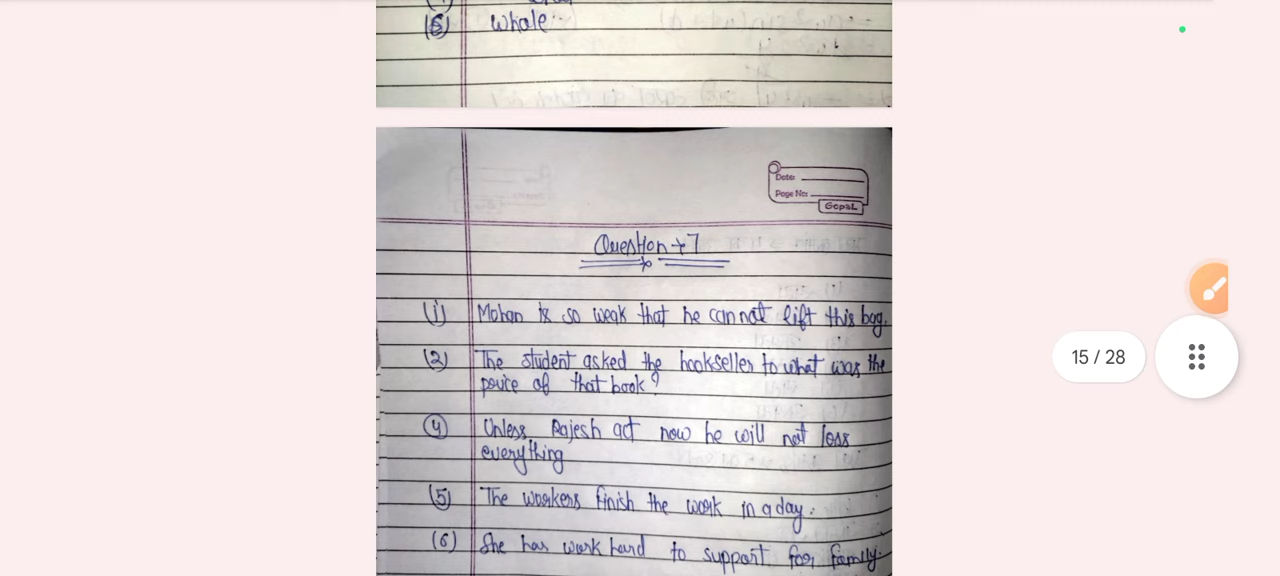 (5) whole
Date:
Page No:
Gopal
Question → 7
(1) Mohan is so weak that he can not lift this bag.
(2) The student asked the bookseller to what was the
price of that book?
(4) Unless Rajesh act now he will not loss
everything
(5) The workers finish the work in a day.
(6) She has work hard to support for family.
15 / 28